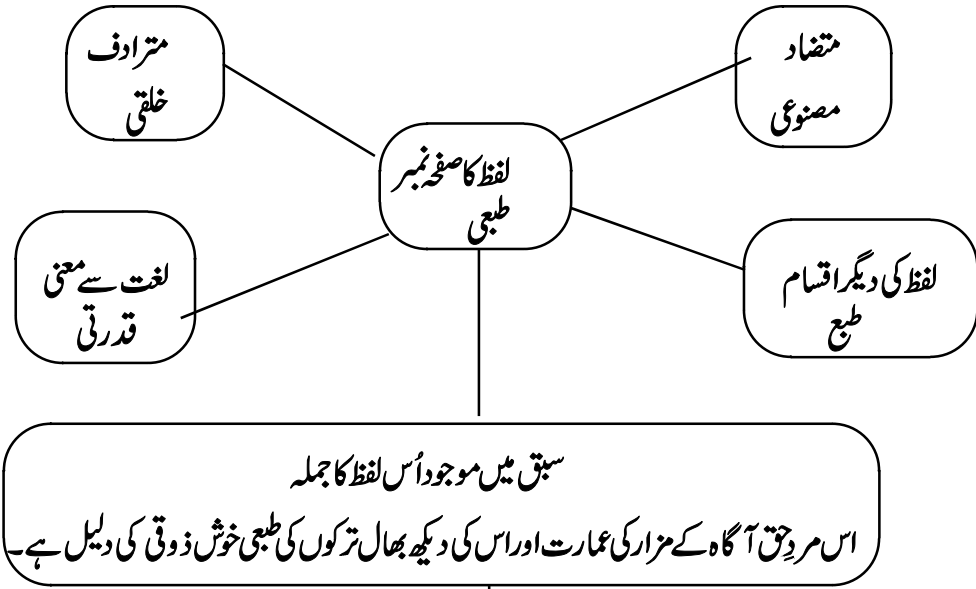 متضاد
مصنوعی
مترادف
خلقی
لفظ کا صفحہ نمبر
طبعی
لفظ کی دیگر اقسام
طبع
لغت سے معنی
قدرتی
سبق میں موجود اُس لفظ کا جملہ
اس مردِ حق آگاہ کے مزار کی عمارت اور اس کی دیکھ بھال ترکوں کی طبعی خوش ذوقی کی دلیل ہے۔